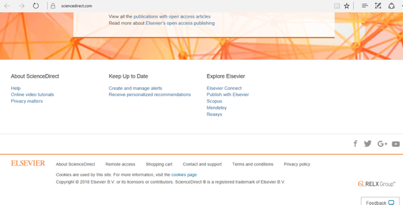 sciencedirect.com
View all the publications with open access articles
Read more about Elsevier's open access publishing
About ScienceDirect
Keep Up to Date
Explore Elsevier
Help
Create and manage alerts
Elsevier Connect
Online video tutorials
Receive personalized recommendations
Publish with Elsevier
Privacy matters
Scopus
Mendeley
Reaxys
ELSEVIER
About ScienceDirect Remote access Shopping cart Contact and support Terms and conditions Privacy policy
Cookies are used by this site. For more information, visit the cookies page.
Copyright © 2018 Elsevier B.V. or its licensors or contributors. ScienceDirect ® is a registered trademark of Elsevier B.V.
RELX Group™
Feedback